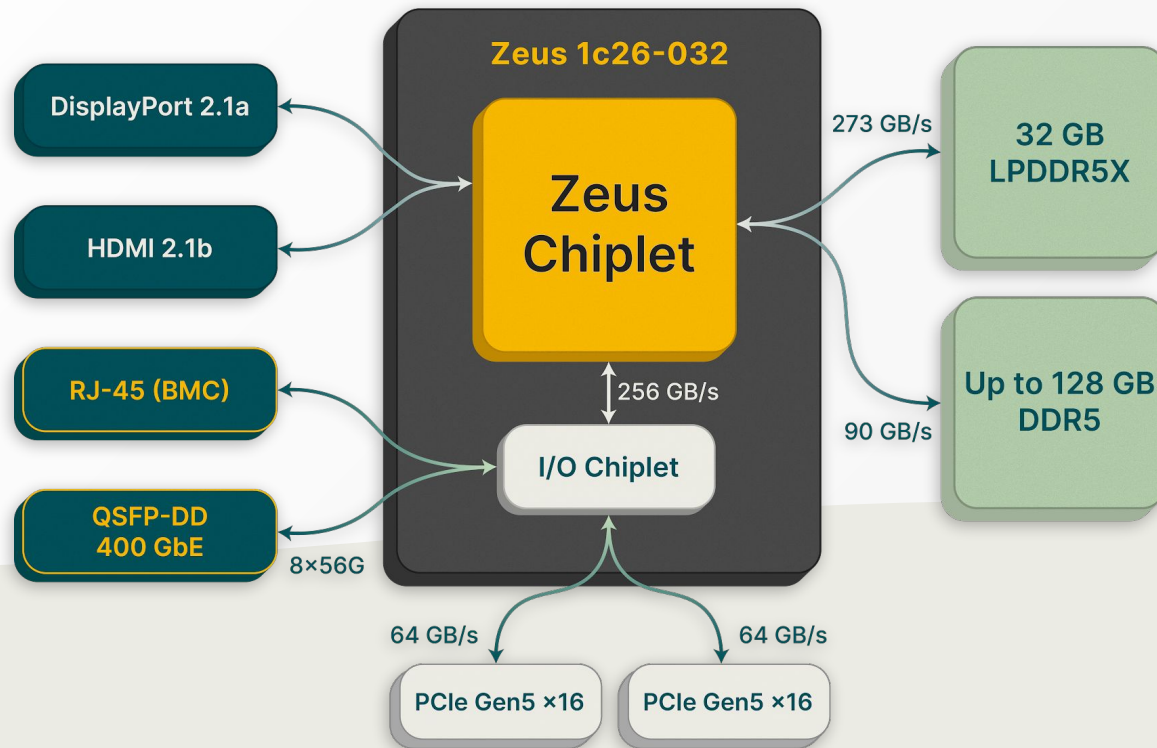 Zeus 1c26-032
DisplayPort 2.1a
HDMI 2.1b
RJ-45 (BMC)
QSFP-DD
400 GbE
8×56G
Zeus
Chiplet
256 GB/s
I/O Chiplet
273 GB/s
32 GB
LPDDR5X
Up to 128 GB
DDR5
90 GB/s
64 GB/s
64 GB/s
PCIe Gen5 ×16
PCIe Gen5 ×16